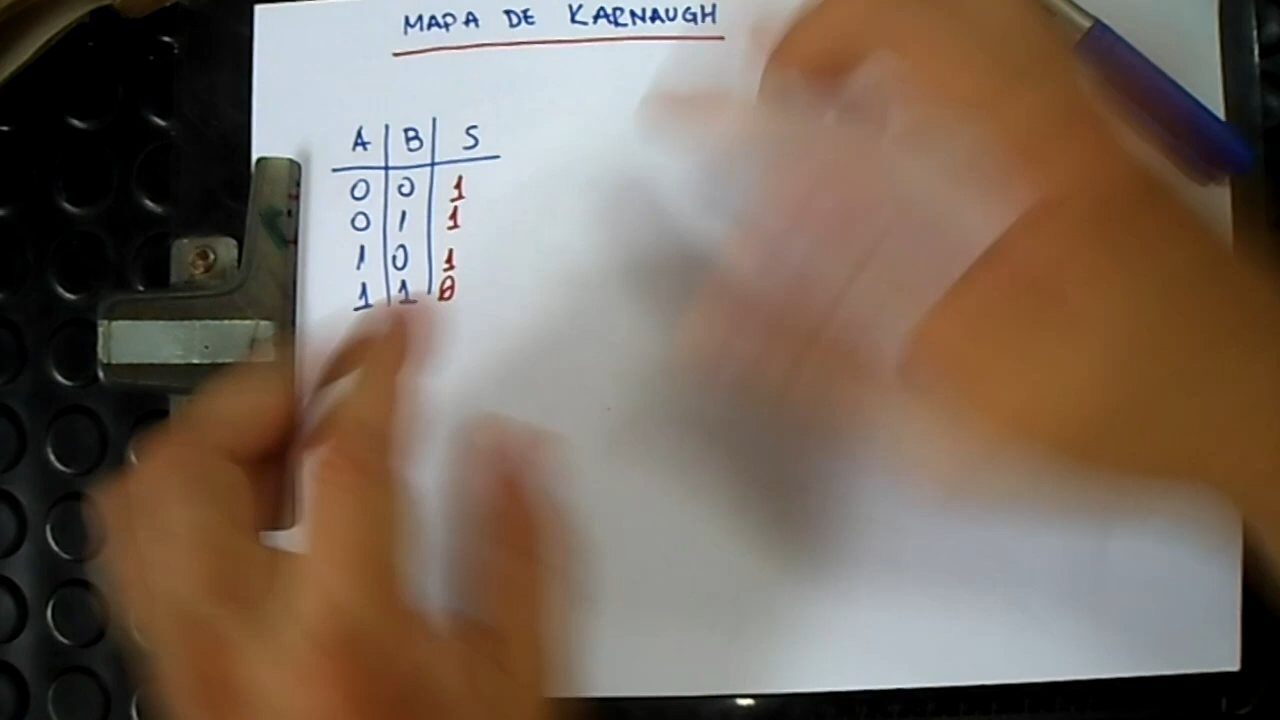 MAPA DE KARNAUGH
A B S
0 0 1
0 1 1
1 0 1
1 1 0